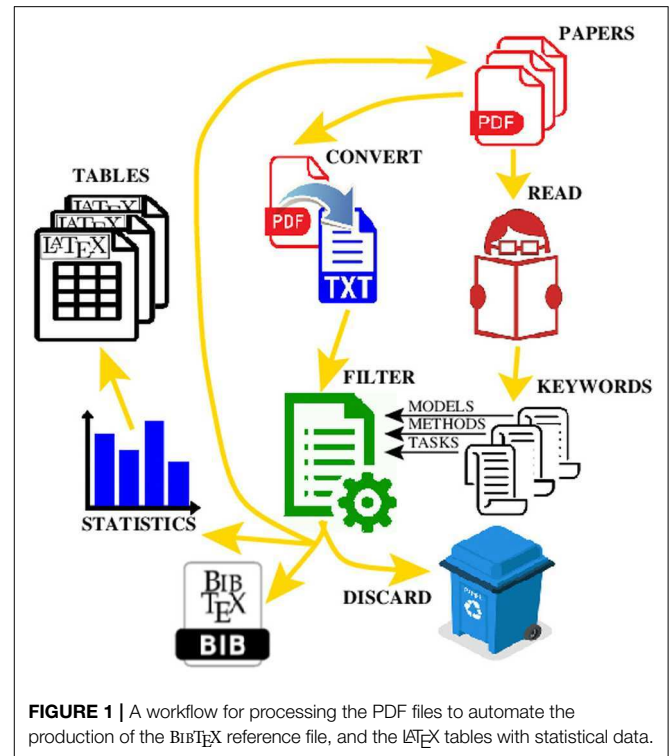 PAPERS
PDF
CONVERT
PDF
TXT
READ
TABLES
LATEX
LATEX
LATEX
FILTER
KEYWORDS
MODELS
METHODS
TASKS
STATISTICS
BIB
TEX
BIB
DISCARD
FIGURE 1 | A workflow for processing the PDF files to automate the
production of the BIBTEX reference file, and the LATEX tables with statistical data.